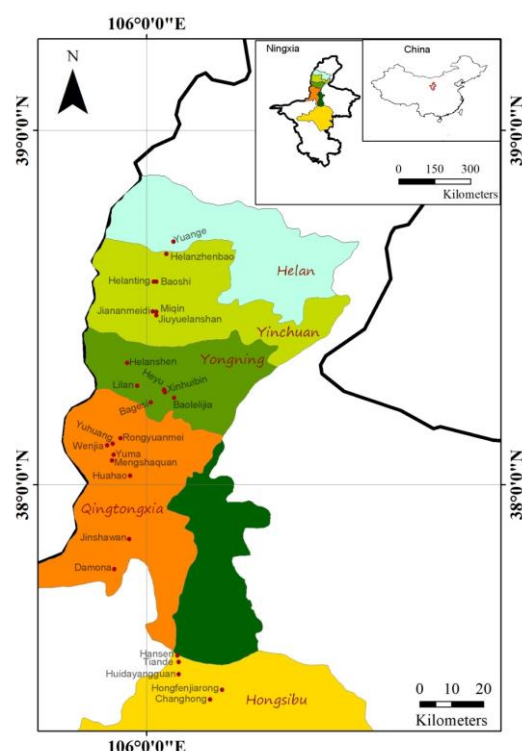 106°0'0"E
N
Ningxia
China
0 150 300
Kilometers
39°0'0"N
39°0'0"N
Yuange
Helanzhenbao
Helan
Helanting
Baoshi
Jiananmeidi
Miqin
Jiuyuelanshan
Yinchuan
Yongning
Helanshen
Heyu
Xinhuibin
Lilan
Bagesi
Baolelijia
Yuhuang
Rongyuanmei
Wenjia
Yuma
Mengshaquan
Huahao
38°0'0"N
38°0'0"N
Qingtongxia
Jinshawan
Damona
Hansen
Tiande
Huidayangguan
Hongfenjiarong
Changhong
Hongsibu
0 10 20
Kilometers
106°0'0"E